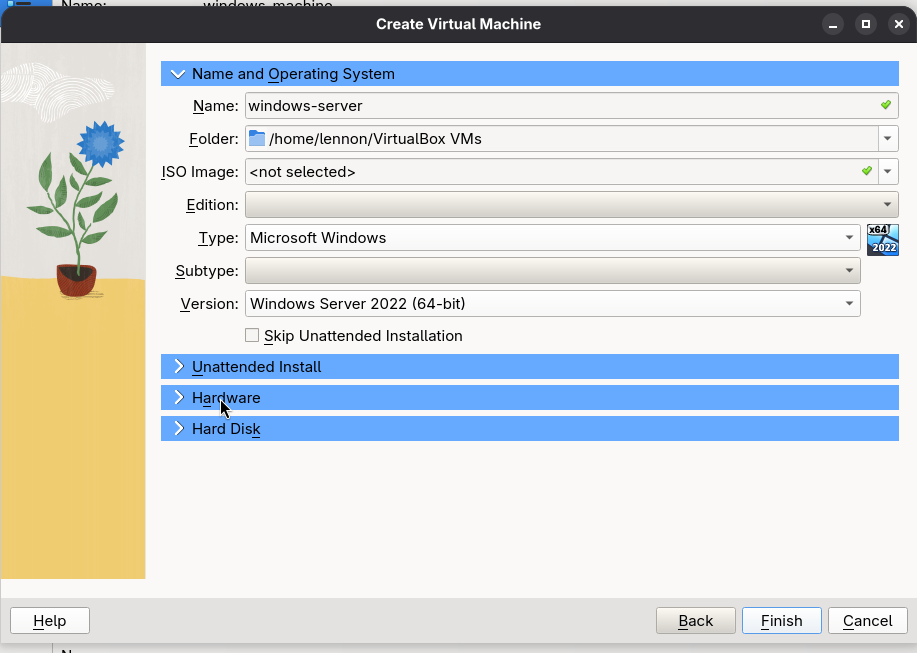 Name: windows_machine
Create Virtual Machine
Name and Operating System
Name: windows-server
Folder: /home/lennon/VirtualBox VMs
ISO Image: <not selected>
Edition:
Type: Microsoft Windows
x64
2022
Subtype:
Version: Windows Server 2022 (64-bit)
Skip Unattended Installation
Unattended Install
Hardware
Hard Disk
Help Back Finish Cancel